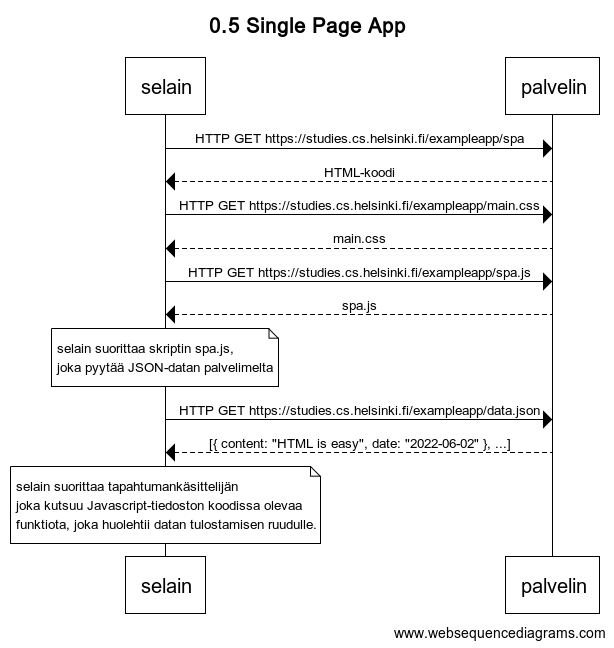 0.5 Single Page App
selain
palvelin
HTTP GET https://studies.cs.helsinki.fi/exampleapp/spa
HTML-koodi
HTTP GET https://studies.cs.helsinki.fi/exampleapp/main.css
main.css
HTTP GET https://studies.cs.helsinki.fi/exampleapp/spa.js
spa.js
selain suorittaa skriptin spa.js,
joka pyytää JSON-datan palvelimelta
HTTP GET https://studies.cs.helsinki.fi/exampleapp/data.json
[{ content: "HTML is easy", date: "2022-06-02" }, ...]
selain suorittaa tapahtumankäsittelijän
joka kutsuu Javascript-tiedoston koodissa olevaa
funktiota, joka huolehtii datan tulostamisen ruudulle.
selain
palvelin
www.websequencediagrams.com